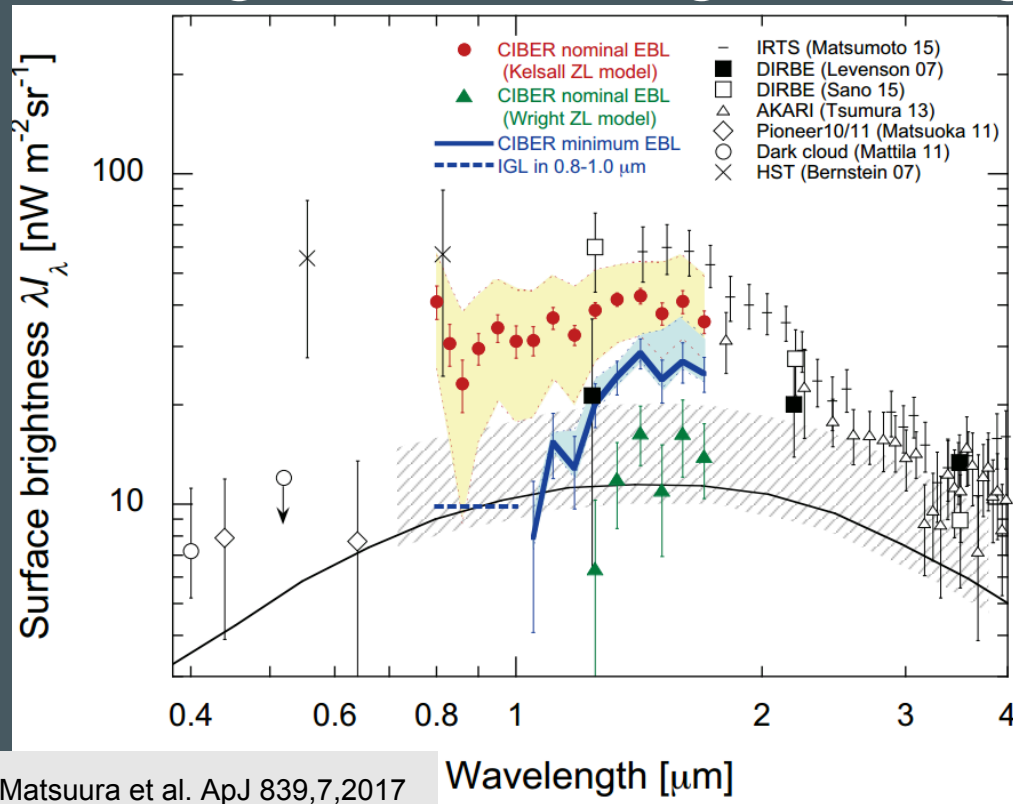 CIBER nominal EBL
(Kelsall ZL model)
CIBER nominal EBL
(Wright ZL model)
CIBER minimum EBL
IGL in 0.8-1.0 μm
IRTS (Matsumoto 15)
DIRBE (Levenson 07)
DIRBE (Sano 15)
AKARI (Tsumura 13)
Pioneer10/11 (Matsuoka 11)
Dark cloud (Mattila 11)
HST (Bernstein 07)
Surface brightness λI_λ [nW m⁻²sr⁻¹]
100
10
0.4
0.6
0.8
1
2
3
4
Wavelength [μm]
Matsuura et al. ApJ 839,7,2017